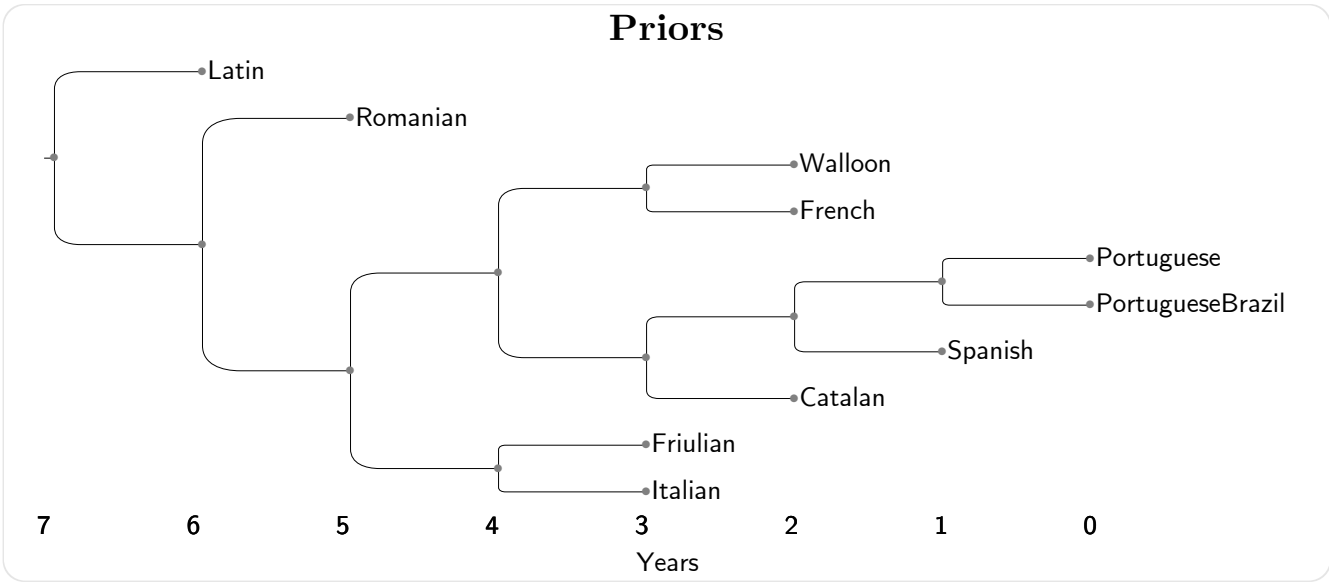 Priors
Latin
Romanian
Walloon
French
Portuguese
PortugueseBrazil
Spanish
Catalan
Friulian
Italian
7 6 5 4 3 2 1 0
Years